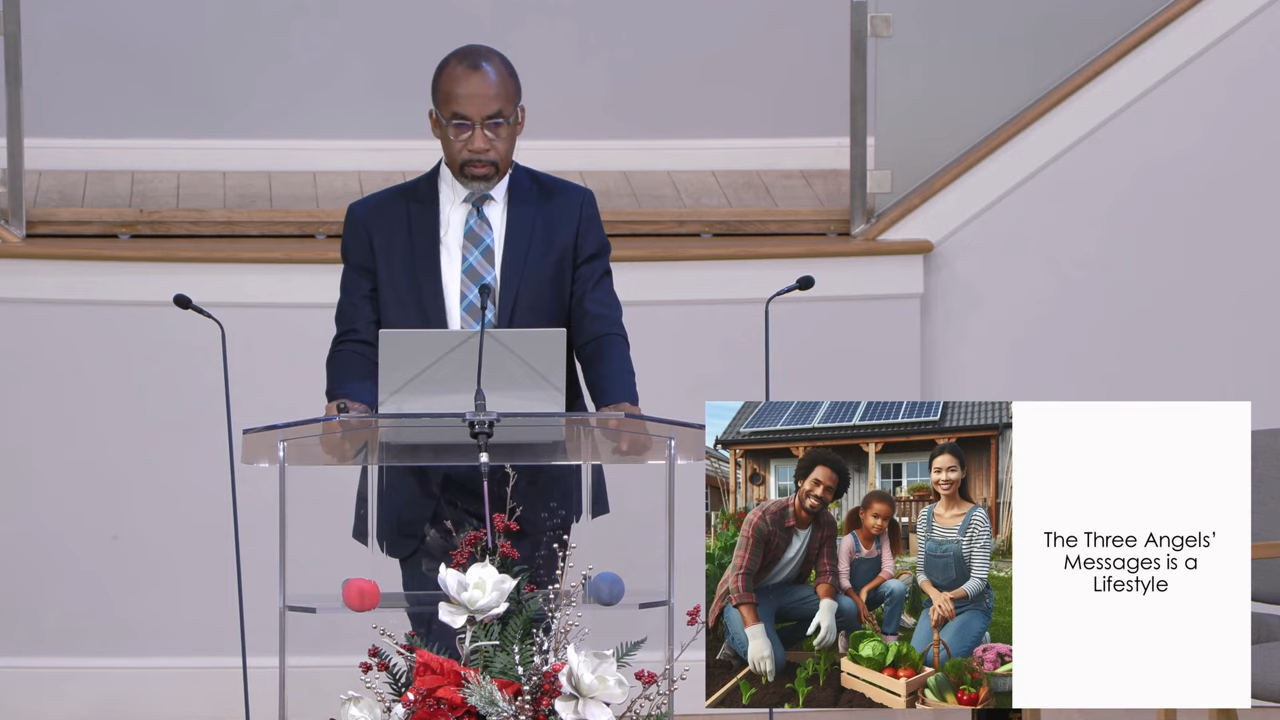 The Three Angels’
Messages is a
Lifestyle